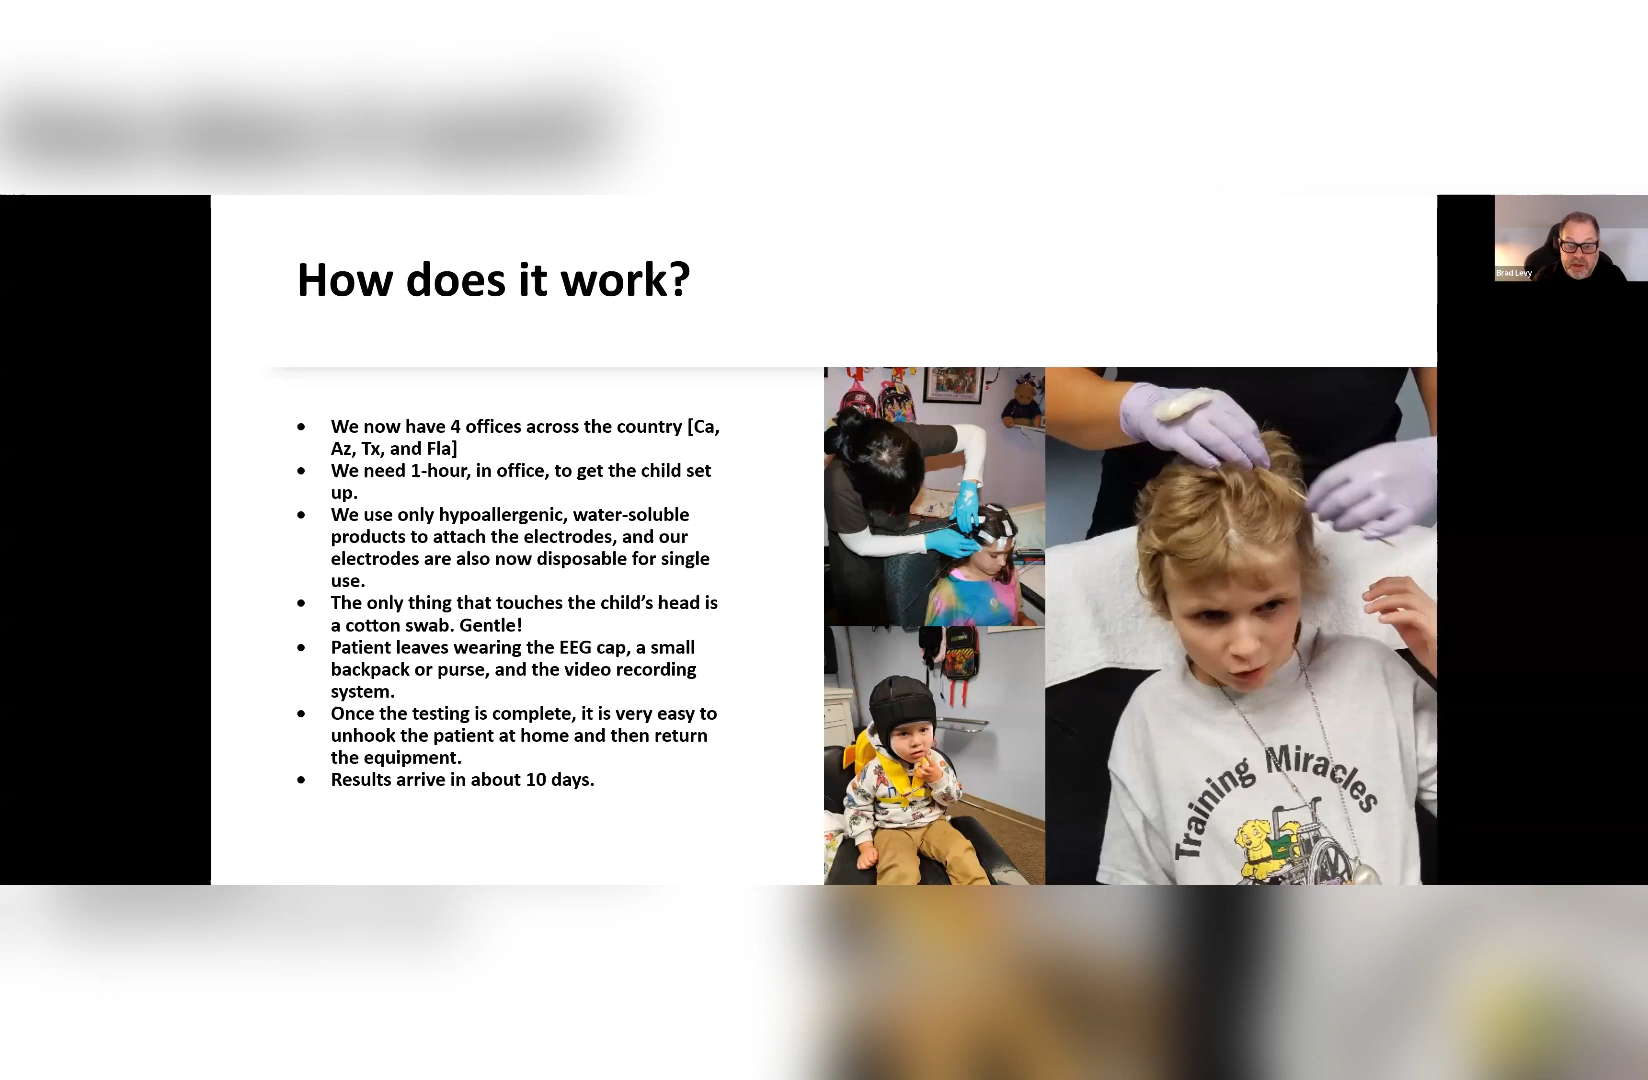 How does it work?
• We now have 4 offices across the country [Ca,
Az, Tx, and Fla]
• We need 1-hour, in office, to get the child set
up.
• We use only hypoallergenic, water-soluble
products to attach the electrodes, and our
electrodes are also now disposable for single
use.
• The only thing that touches the child’s head is
a cotton swab. Gentle!
• Patient leaves wearing the EEG cap, a small
backpack or purse, and the video recording
system.
• Once the testing is complete, it is very easy to
unhook the patient at home and then return
the equipment.
• Results arrive in about 10 days.
Training Miracles
Brad Levy